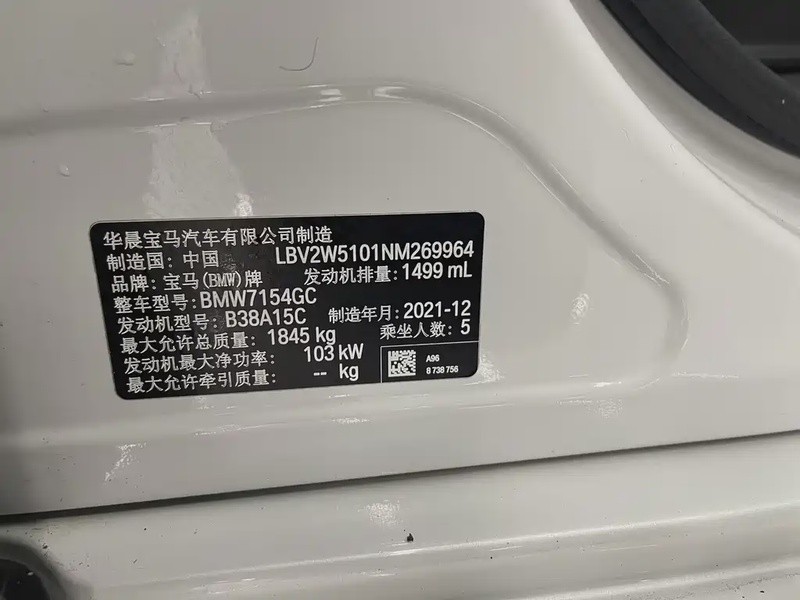 华晨宝马汽车有限公司制造
制造国: 中国 LBV2W5101NM269964
品牌: 宝马(BMW)牌 发动机排量: 1499 mL
整车型号: BMW7154GC
发动机型号: B38A15C 制造年月: 2021-12
最大允许总质量: 1845 kg 乘坐人数: 5
发动机最大净功率: 103 kW
最大允许牵引质量: -- kg
A96
8 738 756